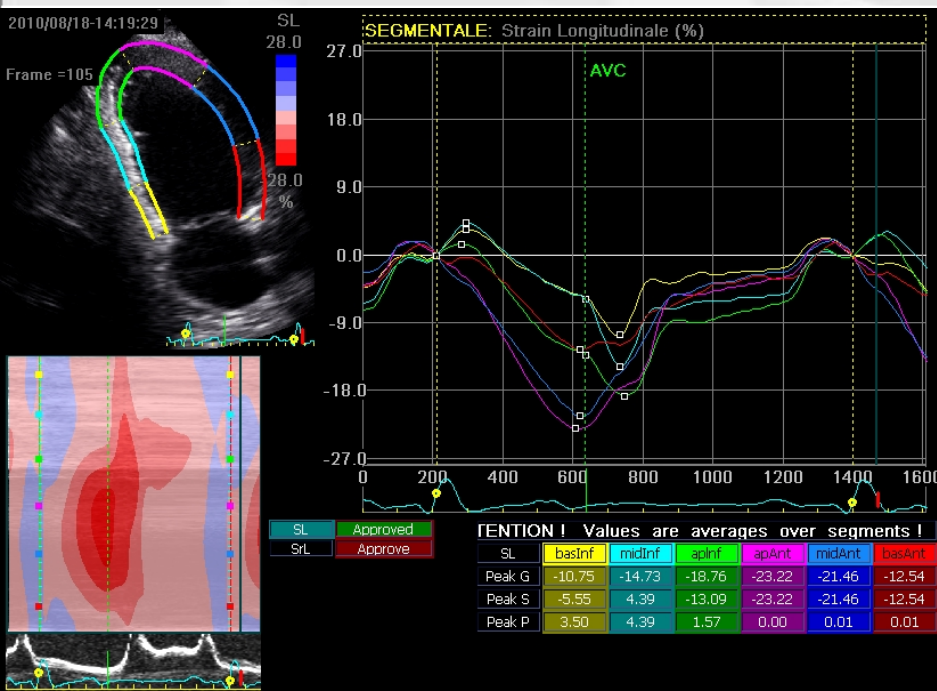 2010/08/18-14:19:29
SL
28.0
Frame =105
28.0
%
SEGMENTALE: Strain Longitudinale (%)
27.0
AVC
18.0
9.0
0.0
-9.0
-18.0
-27.0
0 200 400 600 800 1000 1200 1400 1600
SL Approved
SrL Approve
TENTION ! Values are averages over segments !
SL basInf midInf apInf apAnt midAnt basAnt
Peak G -10.75 -14.73 -18.76 -23.22 -21.46 -12.54
Peak S -5.55 4.39 -13.09 -23.22 -21.46 -12.54
Peak P 3.50 4.39 1.57 0.00 0.01 0.01